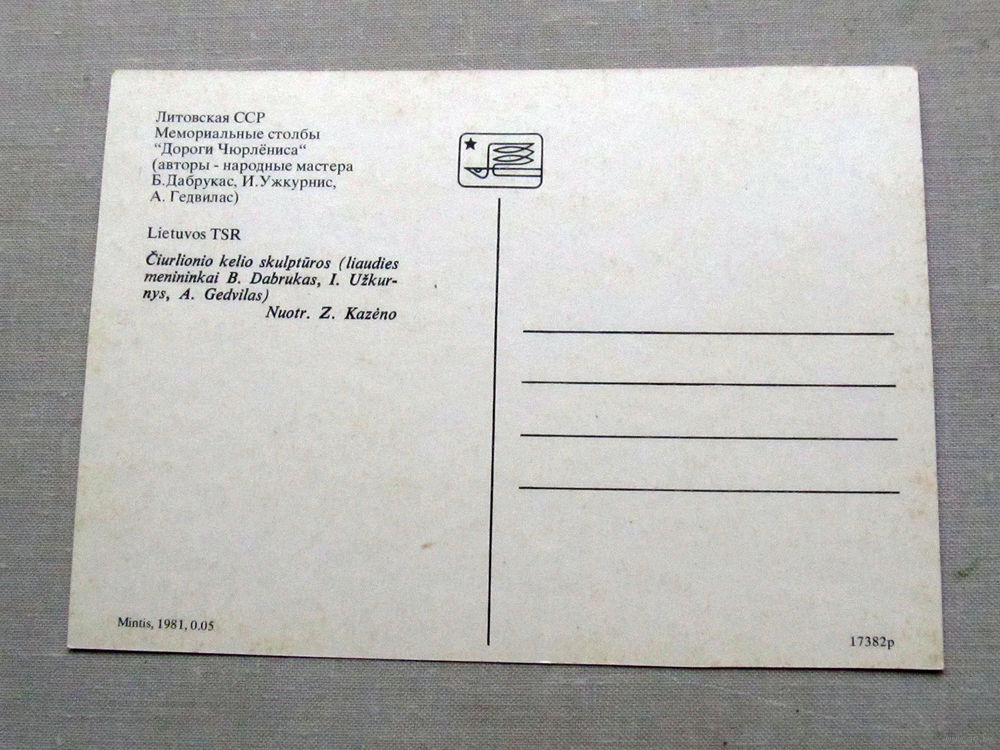 Литовская ССР
Мемориальные столбы
"Дороги Чюрлёниса"
(авторы - народные мастера
Б.Дабрукас, И.Ужкурнис,
А. Гедвилас)
Lietuvos TSR
Čiurlionio kelio skulptūros (liaudies
menininkai B. Dabrukas, I. Užkur-
nys, A. Gedvilas)
Nuotr. Z. Kazėno
Mintis, 1981, 0.05
17382p